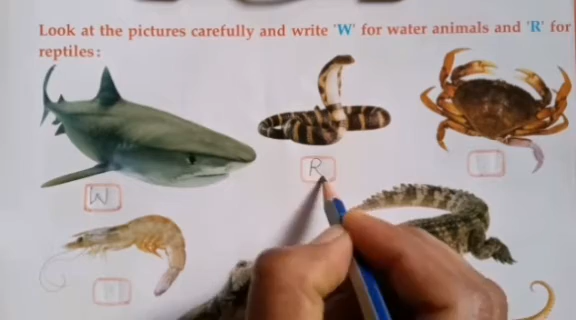 Look at the pictures carefully and write 'W' for water animals and 'R' for
reptiles:
R
W